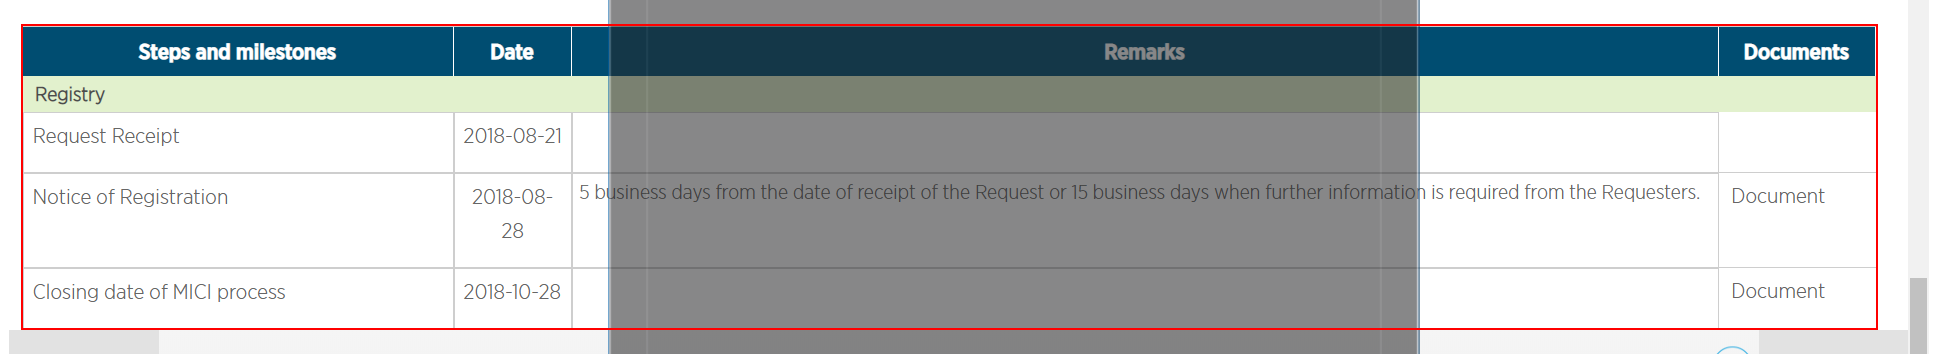 Steps and milestones Date Remarks Documents
Registry
Request Receipt 2018-08-21
Notice of Registration 2018-08- 5 business days from the date of receipt of the Request or 15 business days when further information is required from the Requesters. Document
28
Closing date of MICI process 2018-10-28 Document